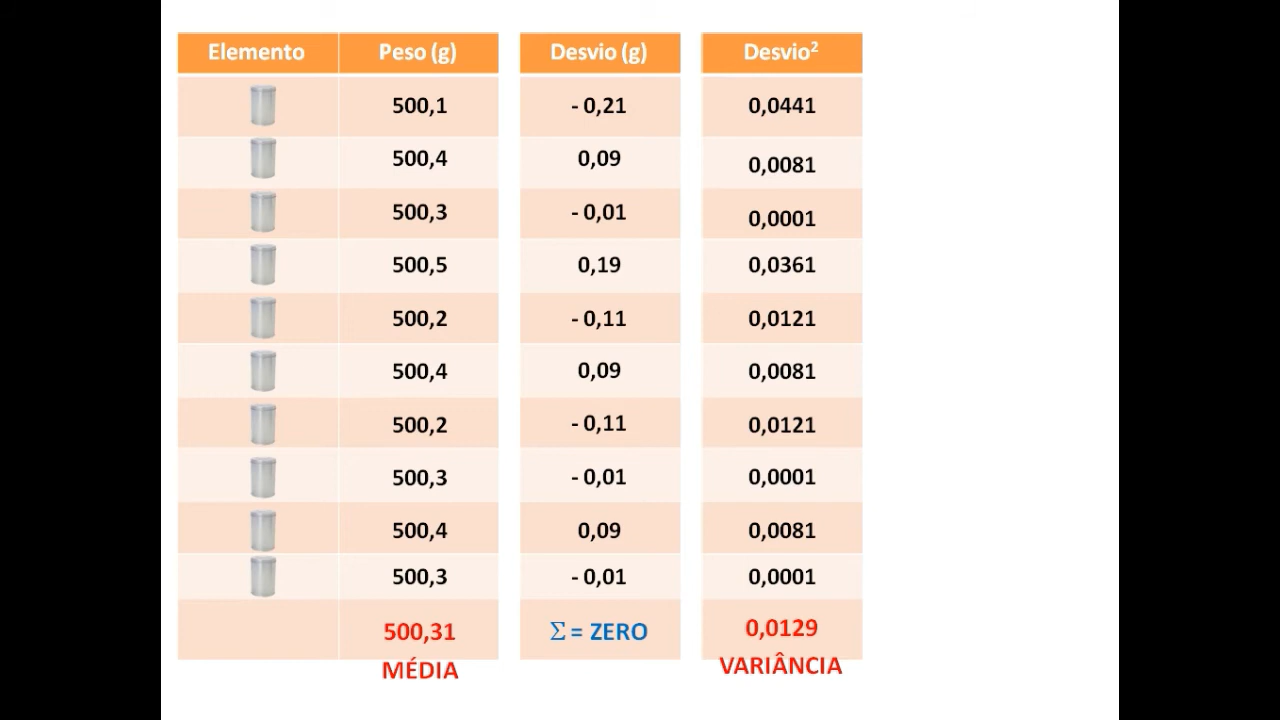 Elemento Peso (g) Desvio (g) Desvio²
500,1 - 0,21 0,0441
500,4 0,09 0,0081
500,3 - 0,01 0,0001
500,5 0,19 0,0361
500,2 - 0,11 0,0121
500,4 0,09 0,0081
500,2 - 0,11 0,0121
500,3 - 0,01 0,0001
500,4 0,09 0,0081
500,3 - 0,01 0,0001
500,31 Σ = ZERO 0,0129
MÉDIA VARIÂNCIA